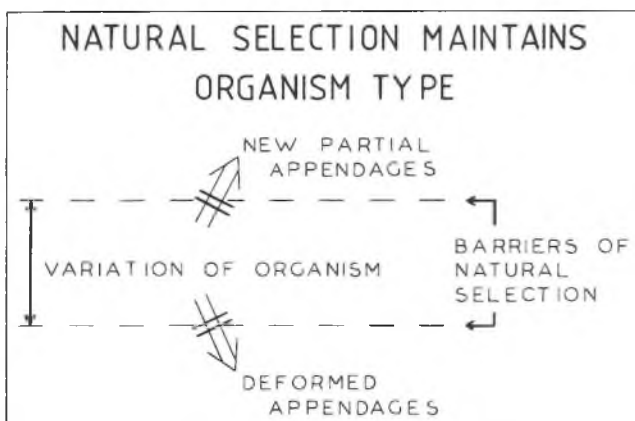 NATURAL SELECTION MAINTAINS
ORGANISM TYPE
NEW PARTIAL
APPENDAGES
VARIATION OF ORGANISM
BARRIERS OF
NATURAL
SELECTION
DEFORMED
APPENDAGES